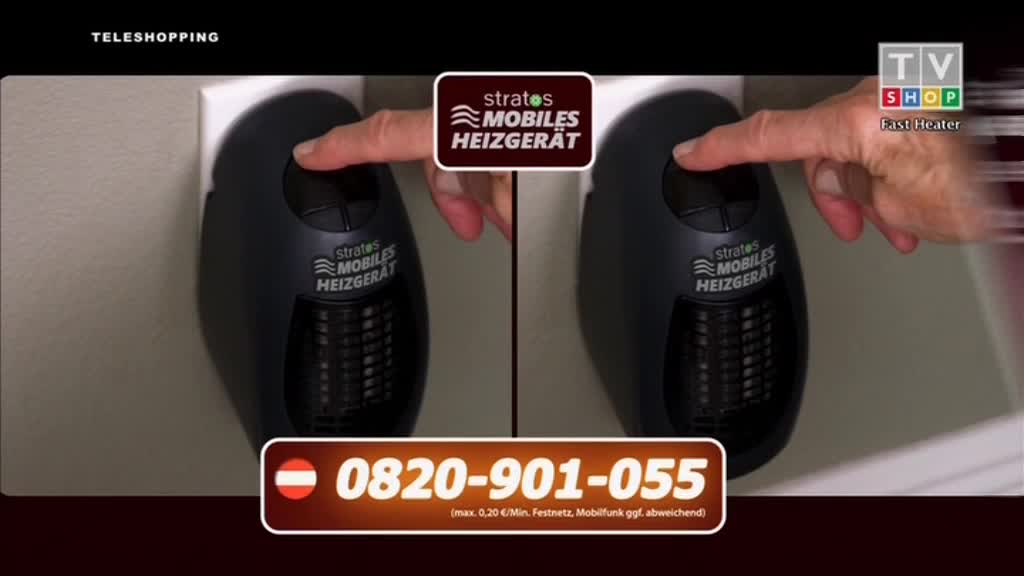 TELESHOPPING
TV
SHOP
Fast Heater
stratos
MOBILES
HEIZGERÄT
stratos
MOBILES
HEIZGERÄT
stratos
MOBILES
HEIZGERÄT
0820-901-055
(max. 0,20 €/Min. Festnetz, Mobilfunk ggf. abweichend)